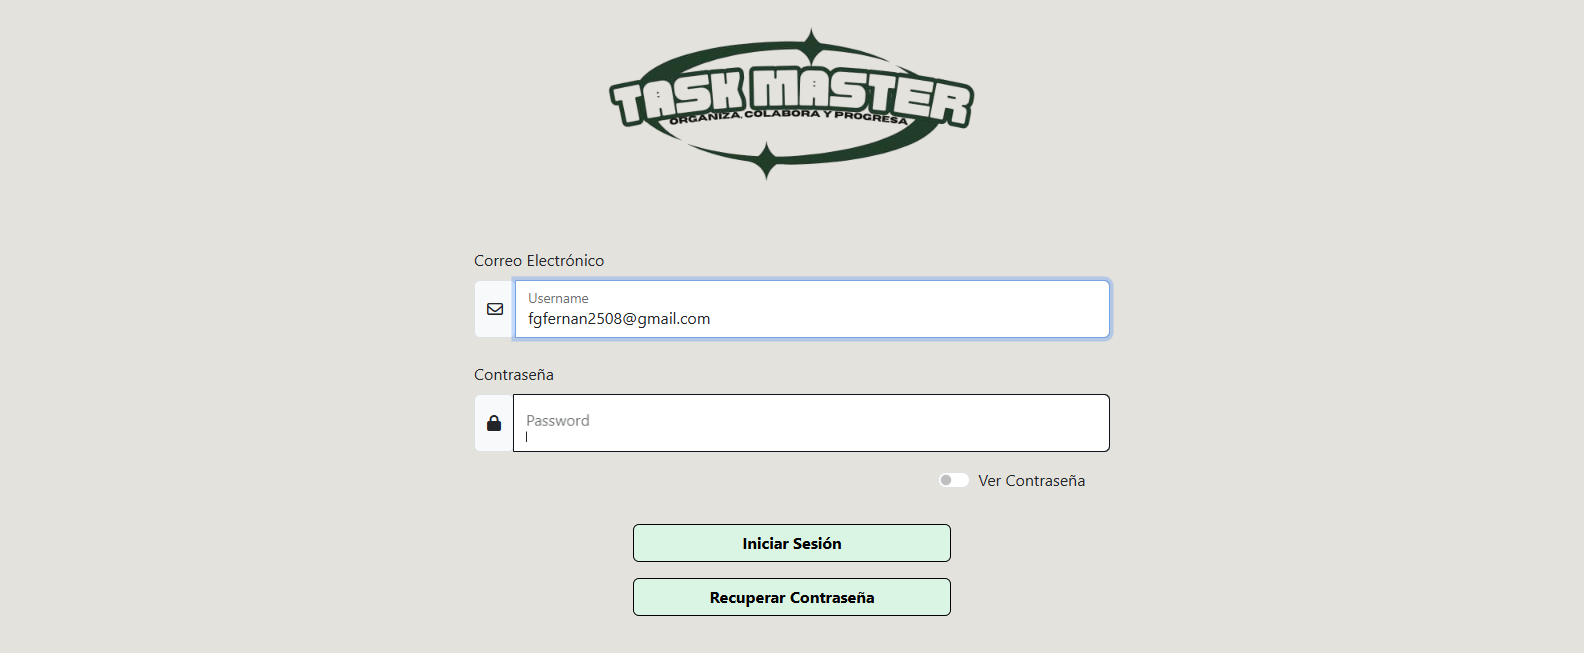 TASK MASTER
ORGANIZA, COLABORA Y PROGRESA
Correo Electrónico
Username
fgfernan2508@gmail.com
Contraseña
Password
Ver Contraseña
Iniciar Sesión
Recuperar Contraseña